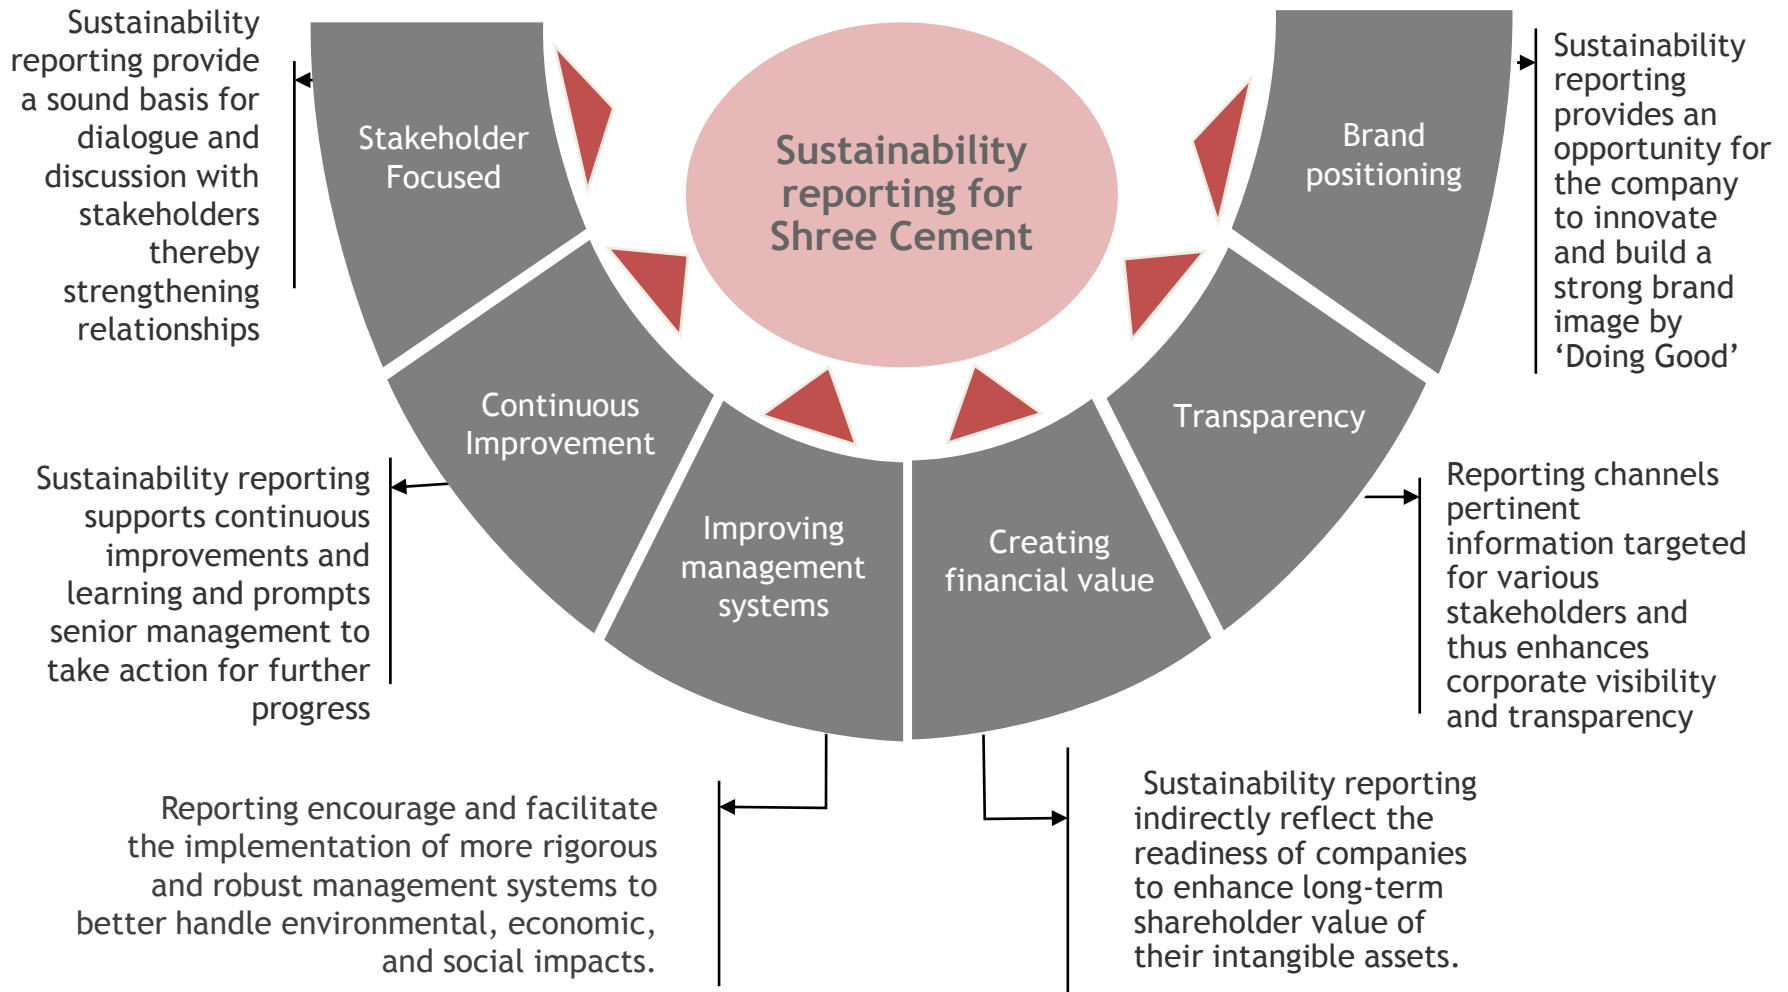 Sustainability
reporting provide
a sound basis for
dialogue and
discussion with
stakeholders
thereby
strengthening
relationships
Stakeholder
Focused
Sustainability
reporting for
Shree Cement
Brand
positioning
Sustainability
reporting
provides an
opportunity for
the company
to innovate
and build a
strong brand
image by
‘Doing Good’
Continuous
Improvement
Transparency
Sustainability reporting
supports continuous
improvements and
learning and prompts
senior management to
take action for further
progress
Improving
management
systems
Creating
financial value
Reporting channels
pertinent
information targeted
for various
stakeholders and
thus enhances
corporate visibility
and transparency
Reporting encourage and facilitate
the implementation of more rigorous
and robust management systems to
better handle environmental, economic,
and social impacts.
Sustainability reporting
indirectly reflect the
readiness of companies
to enhance long-term
shareholder value of
their intangible assets.